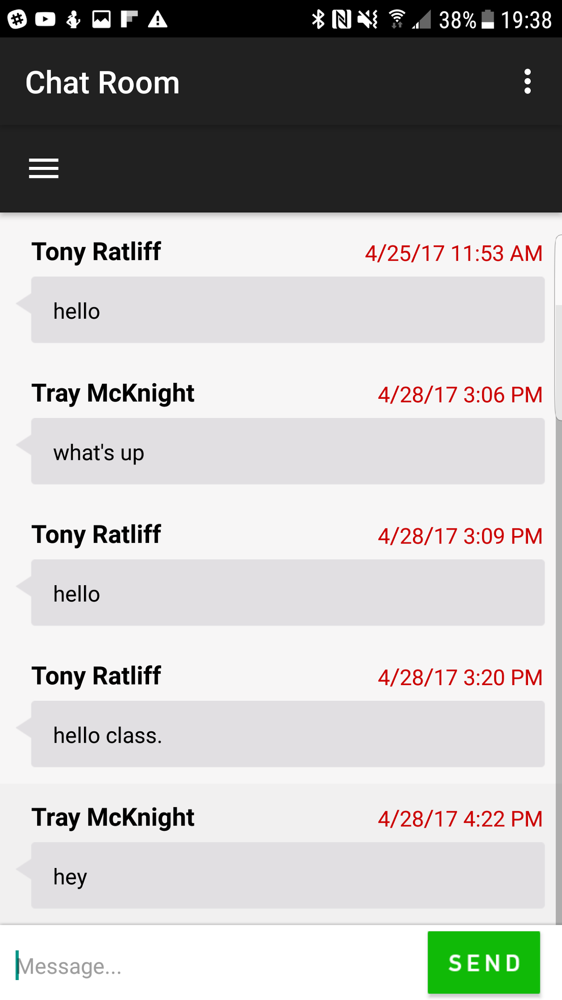 38% 19:38
Chat Room
Tony Ratliff 4/25/17 11:53 AM
hello
Tray McKnight 4/28/17 3:06 PM
what's up
Tony Ratliff 4/28/17 3:09 PM
hello
Tony Ratliff 4/28/17 3:20 PM
hello class.
Tray McKnight 4/28/17 4:22 PM
hey
Message... SEND